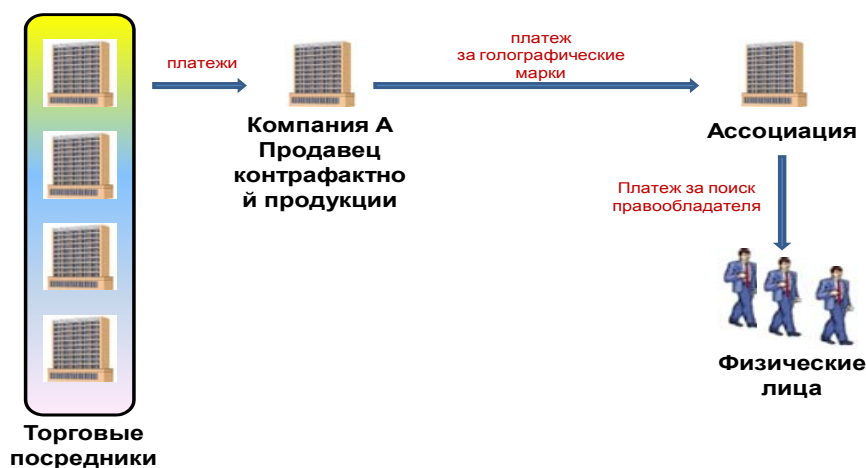 платежи
платеж
за голографические
марки
Компания А
Продавец
контрафактно
й продукции
Ассоциация
Платеж за поиск
правообладателя
Физические
лица
Торговые
посредники